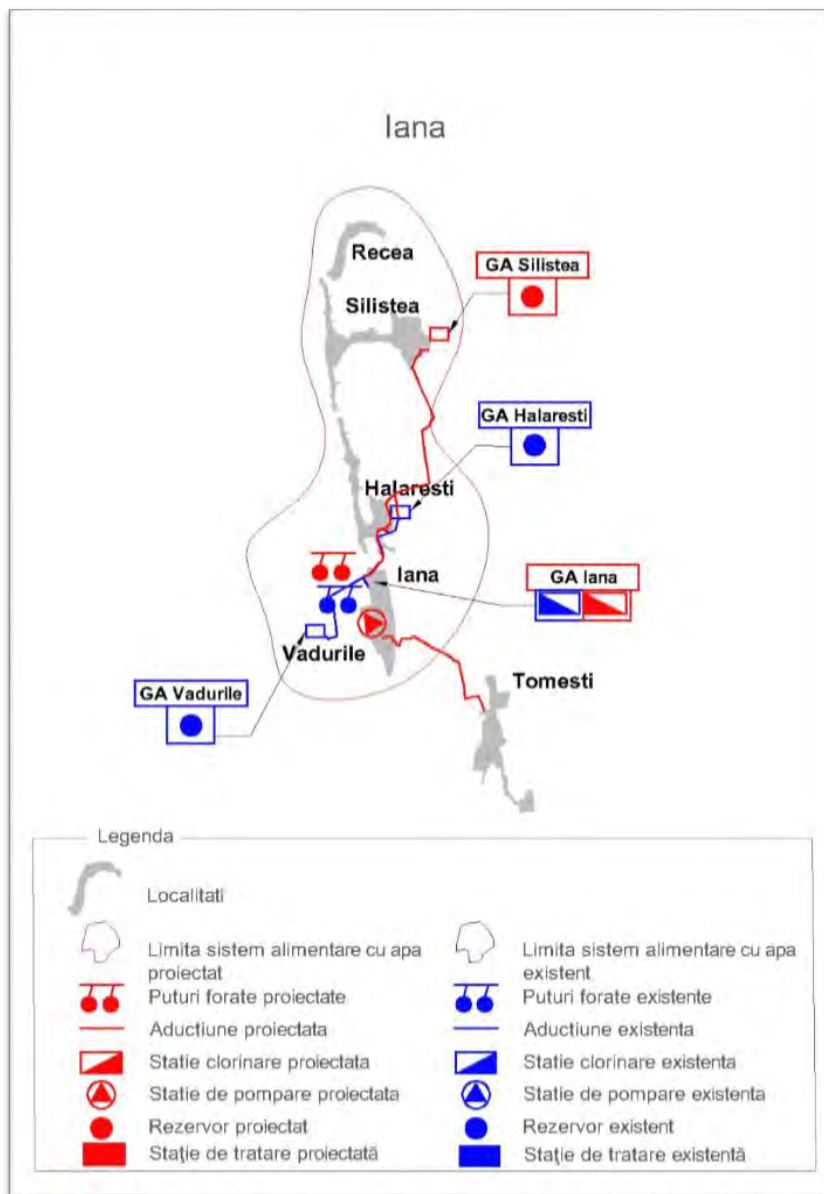 Iana
Recea
GA Silistea
Silistea
GA Halaresti
Halaresti
Iana
GA Iana
Vadurile
Tomesti
GA Vadurile
Legenda
Localitati
Limita sistem alimentare cu apa
proiectat
Limita sistem alimentare cu apa
existent
Puturi forate proiectate
Puturi forate existente
Aductiune proiectata
Aductiune existenta
Statie clorinare proiectata
Statie clorinare existenta
Statie de pompare proiectata
Statie de pompare existenta
Rezervor proiectat
Rezervor existent
Staţie de tratare proiectată
Staţie de tratare existentă